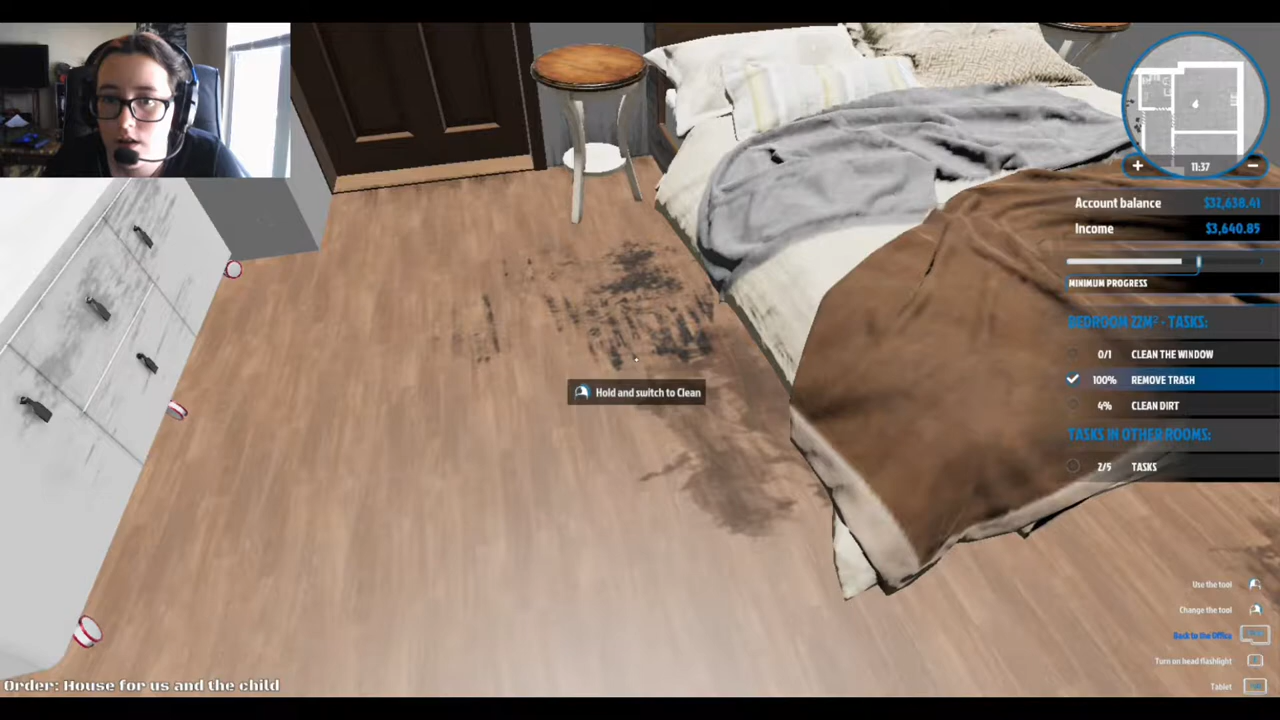 11:37
Account balance $32,638.41
Income $3,640.85
MINIMUM PROGRESS
BEDROOM 22M² - TASKS:
0/1 CLEAN THE WINDOW
100% REMOVE TRASH
4% CLEAN DIRT
TASKS IN OTHER ROOMS:
2/5 TASKS
Hold and switch to Clean
Use the tool
Change the tool
Back to the Office
Turn on head flashlight
Tablet
Order: House for us and the child